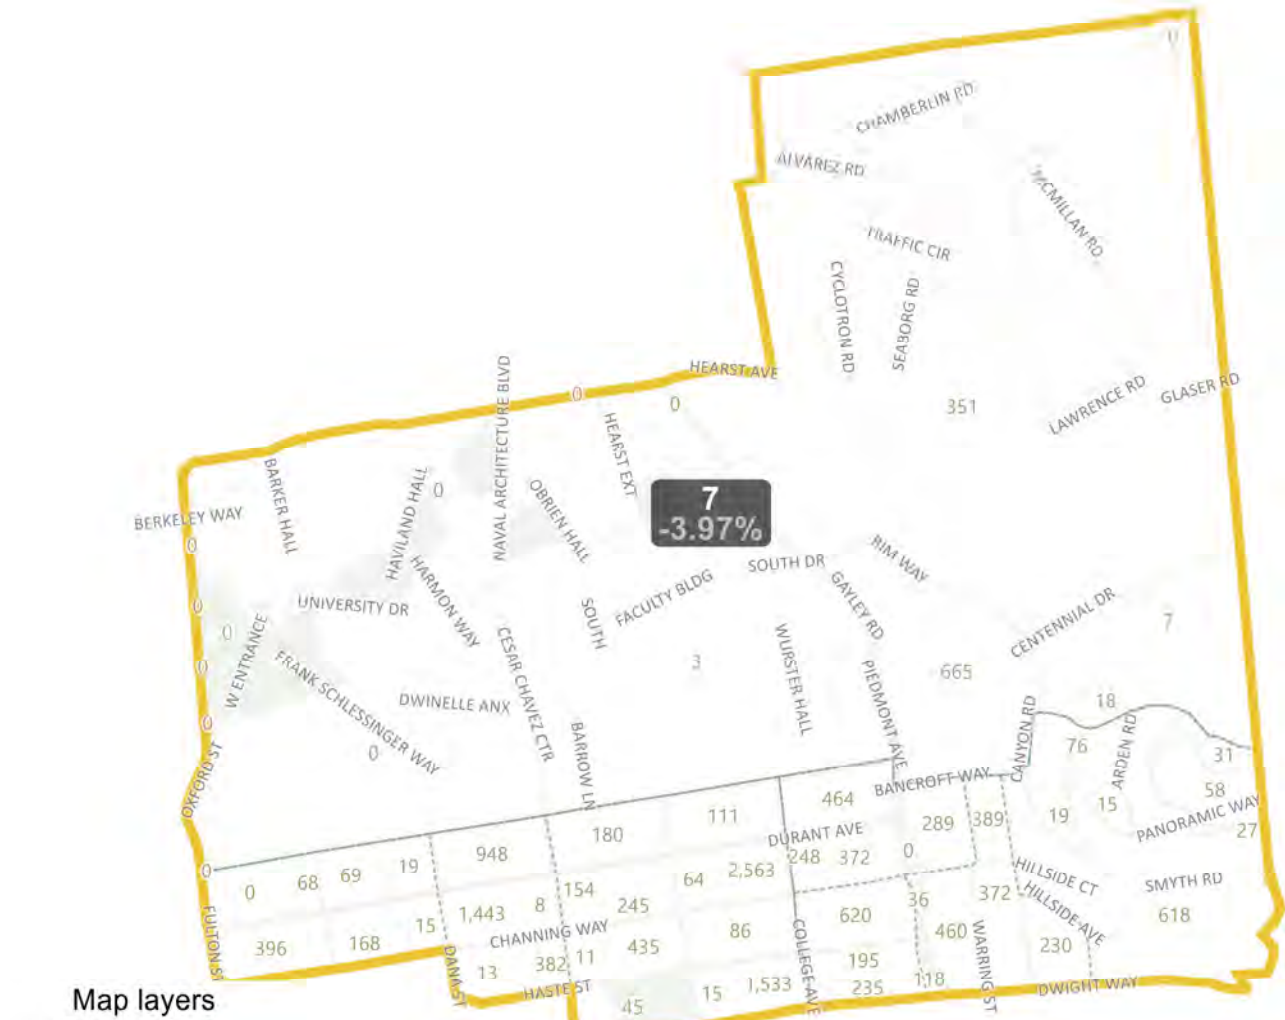 0
CHAMBERLIN RD
ALVAREZ RD
MCMILLAN RD
TRAFFIC CIR
CYCLOTRON RD
SEABORG RD
HEARST AVE
LAWRENCE RD
GLASER RD
351
0
0
NAVAL ARCHITECTURE BLVD
HEARST EXT
BARKER HALL
HAVILAND HALL
0
OBRIEN HALL
7
-3.97%
BERKELEY WAY
0
RIM WAY
SOUTH DR
HARMON WAY
FACULTY BLDG
GAYLEY RD
UNIVERSITY DR
0
SOUTH
CENTENNIAL DR
7
0
W ENTRANCE
CESAR CHAVEZ CTR
WURSTER HALL
0
3
665
FRANK SCHLESSINGER WAY
DWINELLE ANX
PIEDMONT AVE
18
0
0
BARROW LN
CANYON RD
76
ARDEN RD
31
OXFORD ST
BANCROFT WAY
58
464
111
180
DURANT AVE
289
389
19
15
PANORAMIC WAY
27
0
0
68
69
19
948
64
2,563
248
372
0
HILLSIDE CT
SMYTH RD
154
245
1,443
8
15
36
372
HILLSIDE AVE
618
FULTON ST
396
168
CHANNING WAY
435
86
620
460
230
COLLEGE AVE
WARRING ST
DANA ST
13
382
11
195
HASTE ST
45
15
1,533
235
118
DWIGHT WAY
Map layers